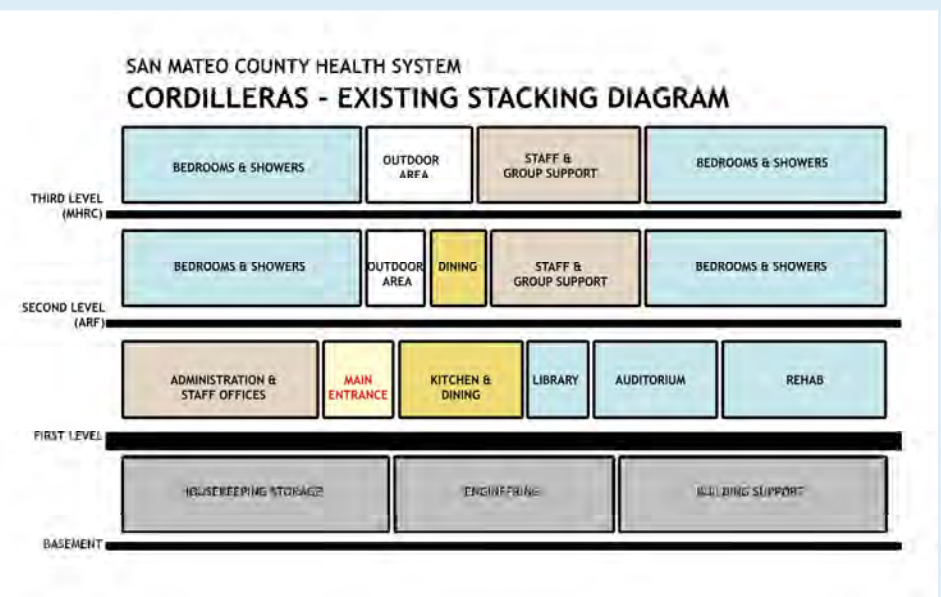 SAN MATEO COUNTY HEALTH SYSTEM
CORDILLERAS - EXISTING STACKING DIAGRAM
BEDROOMS & SHOWERS
OUTDOOR
AREA
STAFF &
GROUP SUPPORT
BEDROOMS & SHOWERS
THIRD LEVEL
(MHRC)
BEDROOMS & SHOWERS
OUTDOOR
AREA
DINING
STAFF &
GROUP SUPPORT
BEDROOMS & SHOWERS
SECOND LEVEL
(ARF)
ADMINISTRATION &
STAFF OFFICES
MAIN
ENTRANCE
KITCHEN &
DINING
LIBRARY
AUDITORIUM
REHAB
FIRST LEVEL
HOUSEKEEPING STORAGE
ENGINEERING
BUILDING SUPPORT
BASEMENT